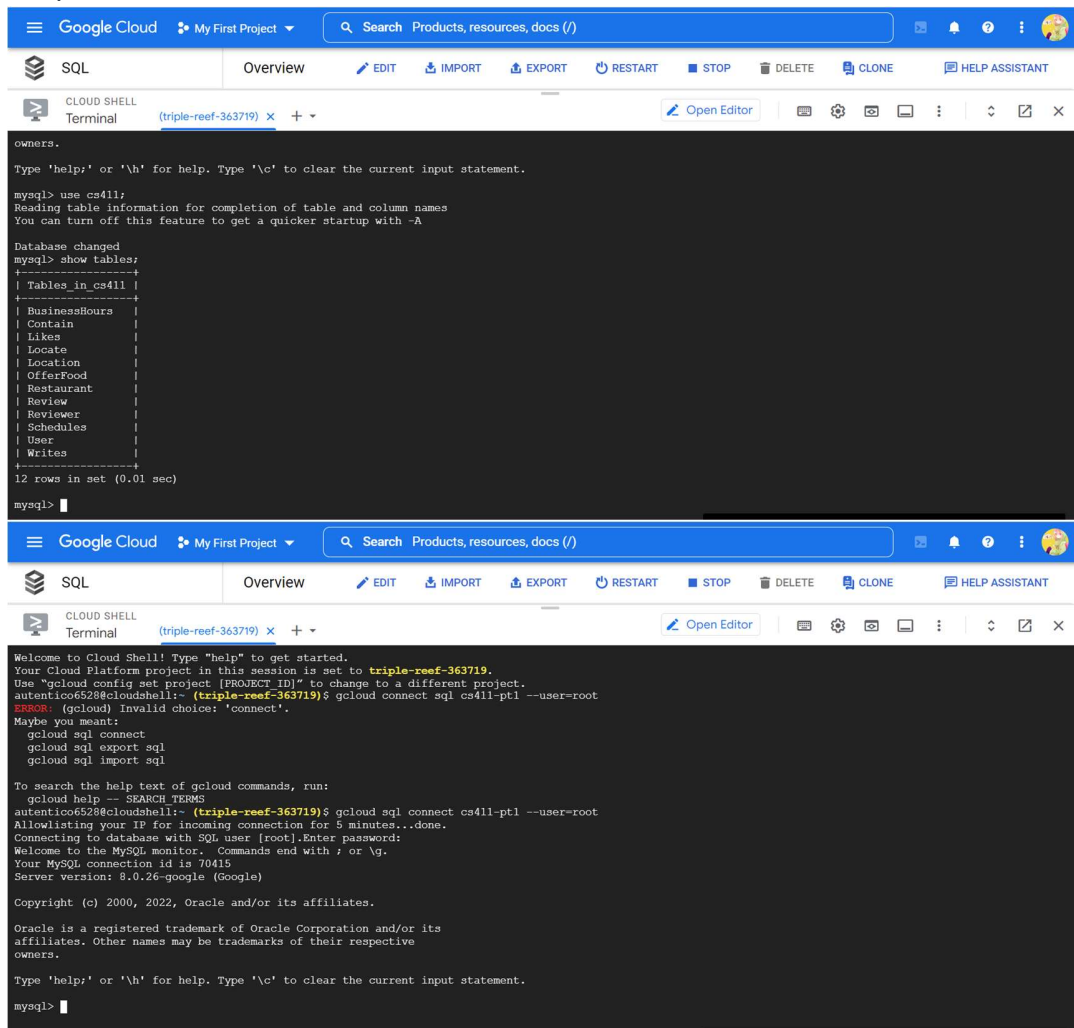 Google Cloud My First Project Search Products, resources, docs (/)
SQL Overview EDIT IMPORT EXPORT RESTART STOP DELETE CLONE HELP ASSISTANT
CLOUD SHELL
Terminal (triple-reef-363719) × + Open Editor
owners.
Type 'help;' or '\h' for help. Type '\c' to clear the current input statement.
mysql> use cs411;
Reading table information for completion of table and column names
You can turn off this feature to get a quicker startup with -A
Database changed
mysql> show tables;
+-----------------+
| Tables_in_cs411 |
+-----------------+
| BusinessHours |
| Contain |
| Likes |
| Locate |
| Location |
| OfferFood |
| Restaurant |
| Review |
| Reviewer |
| Schedules |
| User |
| Writes |
+-----------------+
12 rows in set (0.01 sec)
mysql>
Google Cloud My First Project Search Products, resources, docs (/)
SQL Overview EDIT IMPORT EXPORT RESTART STOP DELETE CLONE HELP ASSISTANT
CLOUD SHELL
Terminal (triple-reef-363719) × + Open Editor
Welcome to Cloud Shell! Type "help" to get started.
Your Cloud Platform project in this session is set to triple-reef-363719.
Use “gcloud config set project [PROJECT_ID]” to change to a different project.
autentico6528@cloudshell:~ (triple-reef-363719)$ gcloud connect sql cs411-pt1 --user=root
ERROR: (gcloud) Invalid choice: 'connect'.
Maybe you meant:
gcloud sql connect
gcloud sql export sql
gcloud sql import sql
To search the help text of gcloud commands, run:
gcloud help -- SEARCH_TERMS
autentico6528@cloudshell:~ (triple-reef-363719)$ gcloud sql connect cs411-pt1 --user=root
Allowlisting your IP for incoming connection for 5 minutes...done.
Connecting to database with SQL user [root].Enter password:
Welcome to the MySQL monitor. Commands end with ; or \g.
Your MySQL connection id is 70415
Server version: 8.0.26-google (Google)
Copyright (c) 2000, 2022, Oracle and/or its affiliates.
Oracle is a registered trademark of Oracle Corporation and/or its
affiliates. Other names may be trademarks of their respective
owners.
Type 'help;' or '\h' for help. Type '\c' to clear the current input statement.
mysql>